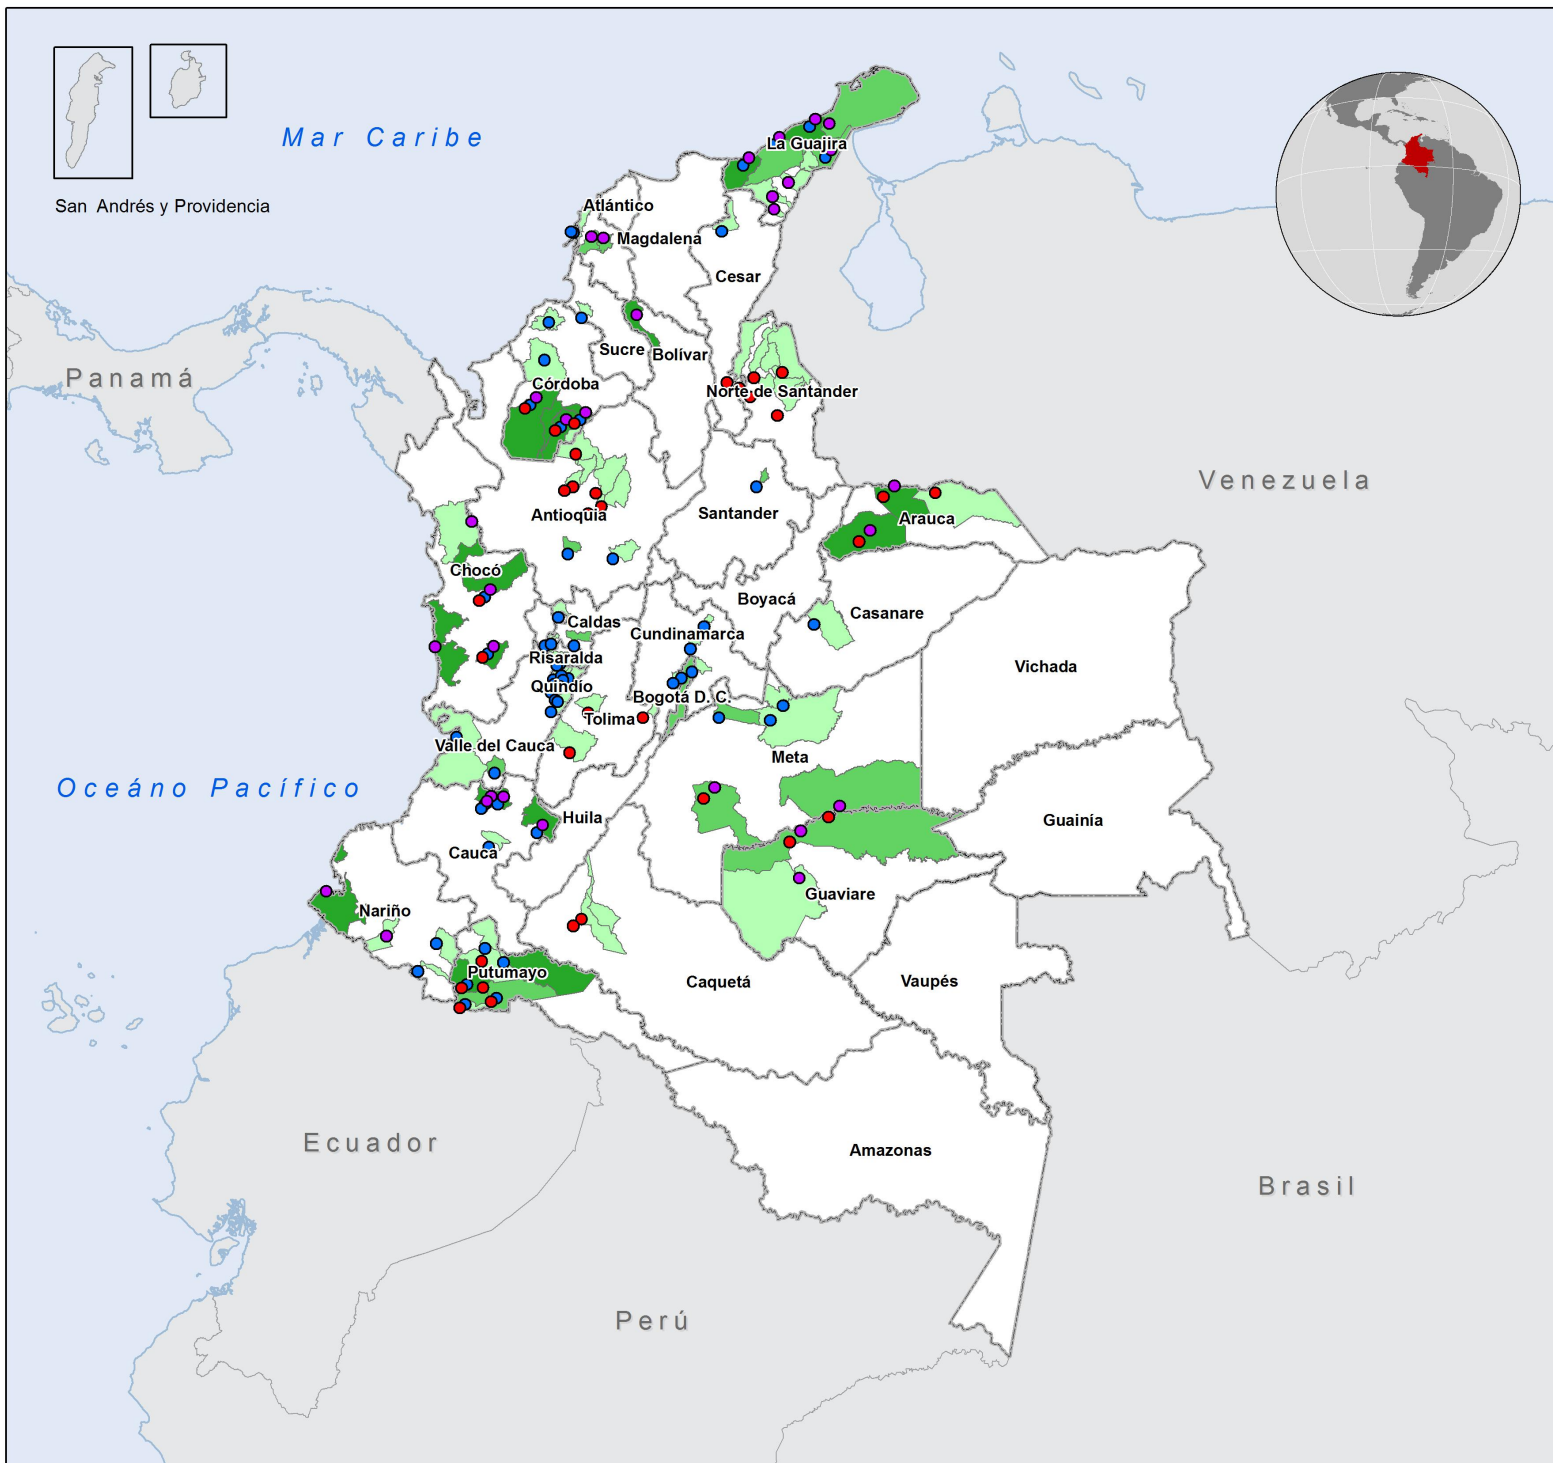 Mar Caribe
La Guajira
San Andrés y Providencia
Atlántico
Magdalena
Cesar
Sucre
Bolívar
Panamá
Córdoba
Norte de Santander
Venezuela
Antioquia
Santander
Arauca
Chocó
Boyacá
Casanare
Caldas
Cundinamarca
Risaralda
Vichada
Quindío
Bogotá D. C.
Tolima
Valle del Cauca
Meta
Oceáno Pacífico
Huila
Guainía
Cauca
Guaviare
Nariño
Putumayo
Caquetá
Vaupés
Ecuador
Amazonas
Brasil
Perú